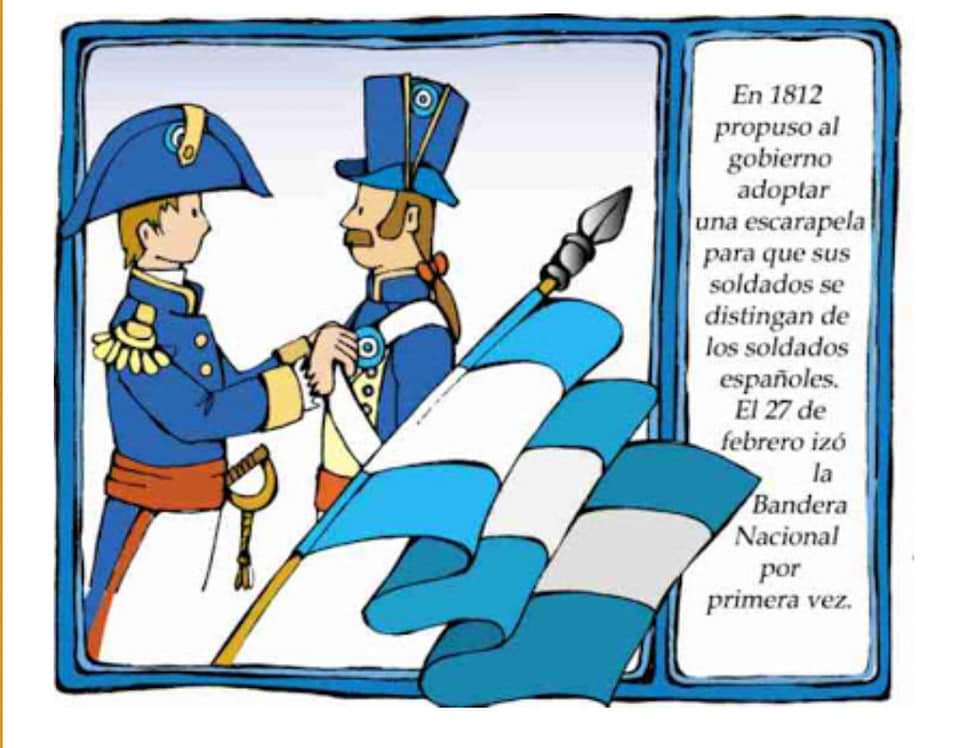 En 1812
propuso al
gobierno
adoptar
una escarapela
para que sus
soldados se
distingan de
los soldados
españoles.
El 27 de
febrero izó
la
Bandera
Nacional
por
primera vez.